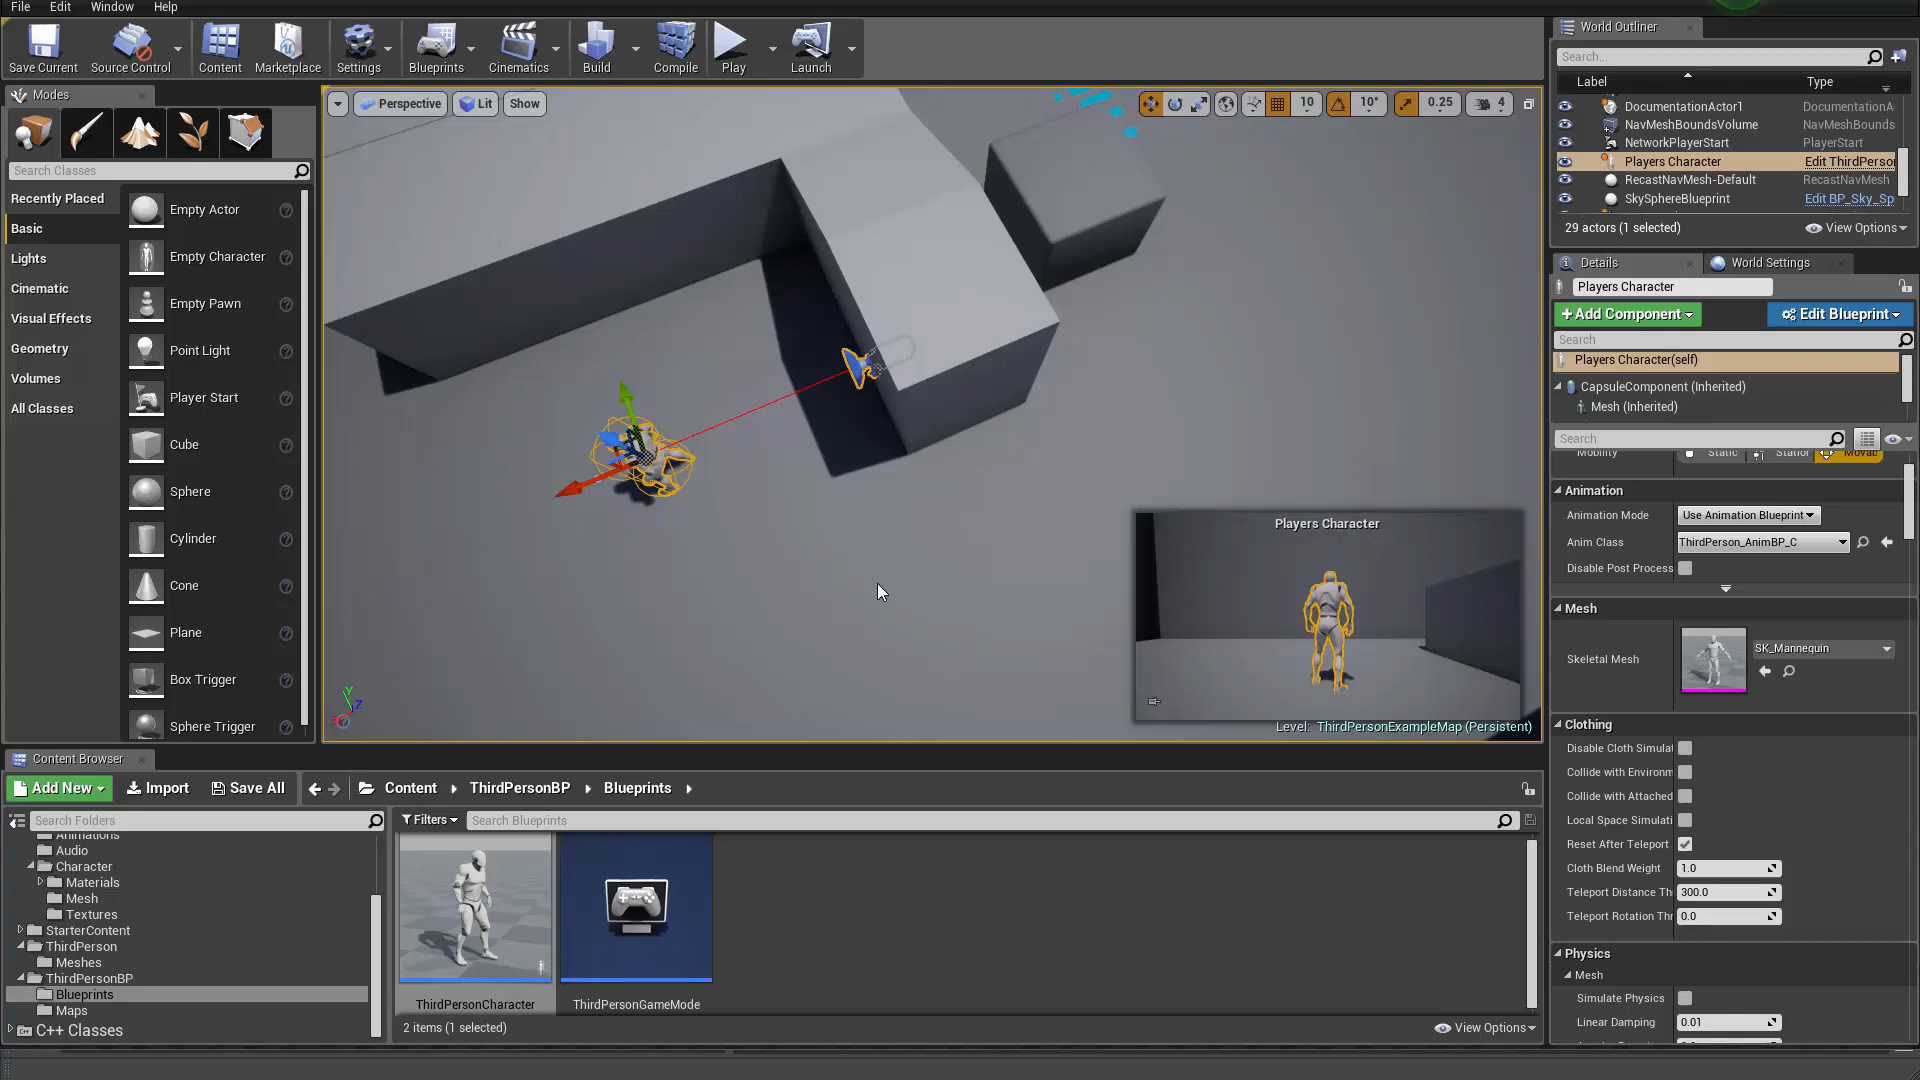 File Edit Window Help
Save Current Source Control Content Marketplace Settings Blueprints Cinematics Build Compile Play Launch
Modes
Search Classes
Recently Placed
Basic
Lights
Cinematic
Visual Effects
Geometry
Volumes
All Classes
Empty Actor
Empty Character
Empty Pawn
Point Light
Player Start
Cube
Sphere
Cylinder
Cone
Plane
Box Trigger
Sphere Trigger
Perspective Lit Show
10 10° 0.25 4
Players Character
Level: ThirdPersonExampleMap (Persistent)
World Outliner
Search...
Label Type
DocumentationActor1 DocumentationA
NavMeshBoundsVolume NavMeshBounds
NetworkPlayerStart PlayerStart
Players Character Edit ThirdPerso
RecastNavMesh-Default RecastNavMesh
SkySphereBlueprint Edit BP_Sky_Sp
29 actors (1 selected) View Options
Details World Settings
Players Character
+Add Component Edit Blueprint
Search
Players Character(self)
CapsuleComponent (Inherited)
Mesh (Inherited)
Search
Mobility Static Station Movab
Animation
Animation Mode Use Animation Blueprint
Anim Class ThirdPerson_AnimBP_C
Disable Post Process
Mesh
Skeletal Mesh SK_Mannequin
Clothing
Disable Cloth Simulat
Collide with Environm
Collide with Attached
Local Space Simulati
Reset After Teleport
Cloth Blend Weight 1.0
Teleport Distance Th 300.0
Teleport Rotation Thr 0.0
Physics
Mesh
Simulate Physics
Linear Damping 0.01
Content Browser
Add New Import Save All Content ThirdPersonBP Blueprints
Search Folders
Filters Search Blueprints
Animations
Audio
Character
Materials
Mesh
Textures
StarterContent
ThirdPerson
Meshes
ThirdPersonBP
Blueprints
Maps
C++ Classes
ThirdPersonCharacter ThirdPersonGameMode
2 items (1 selected) View Options